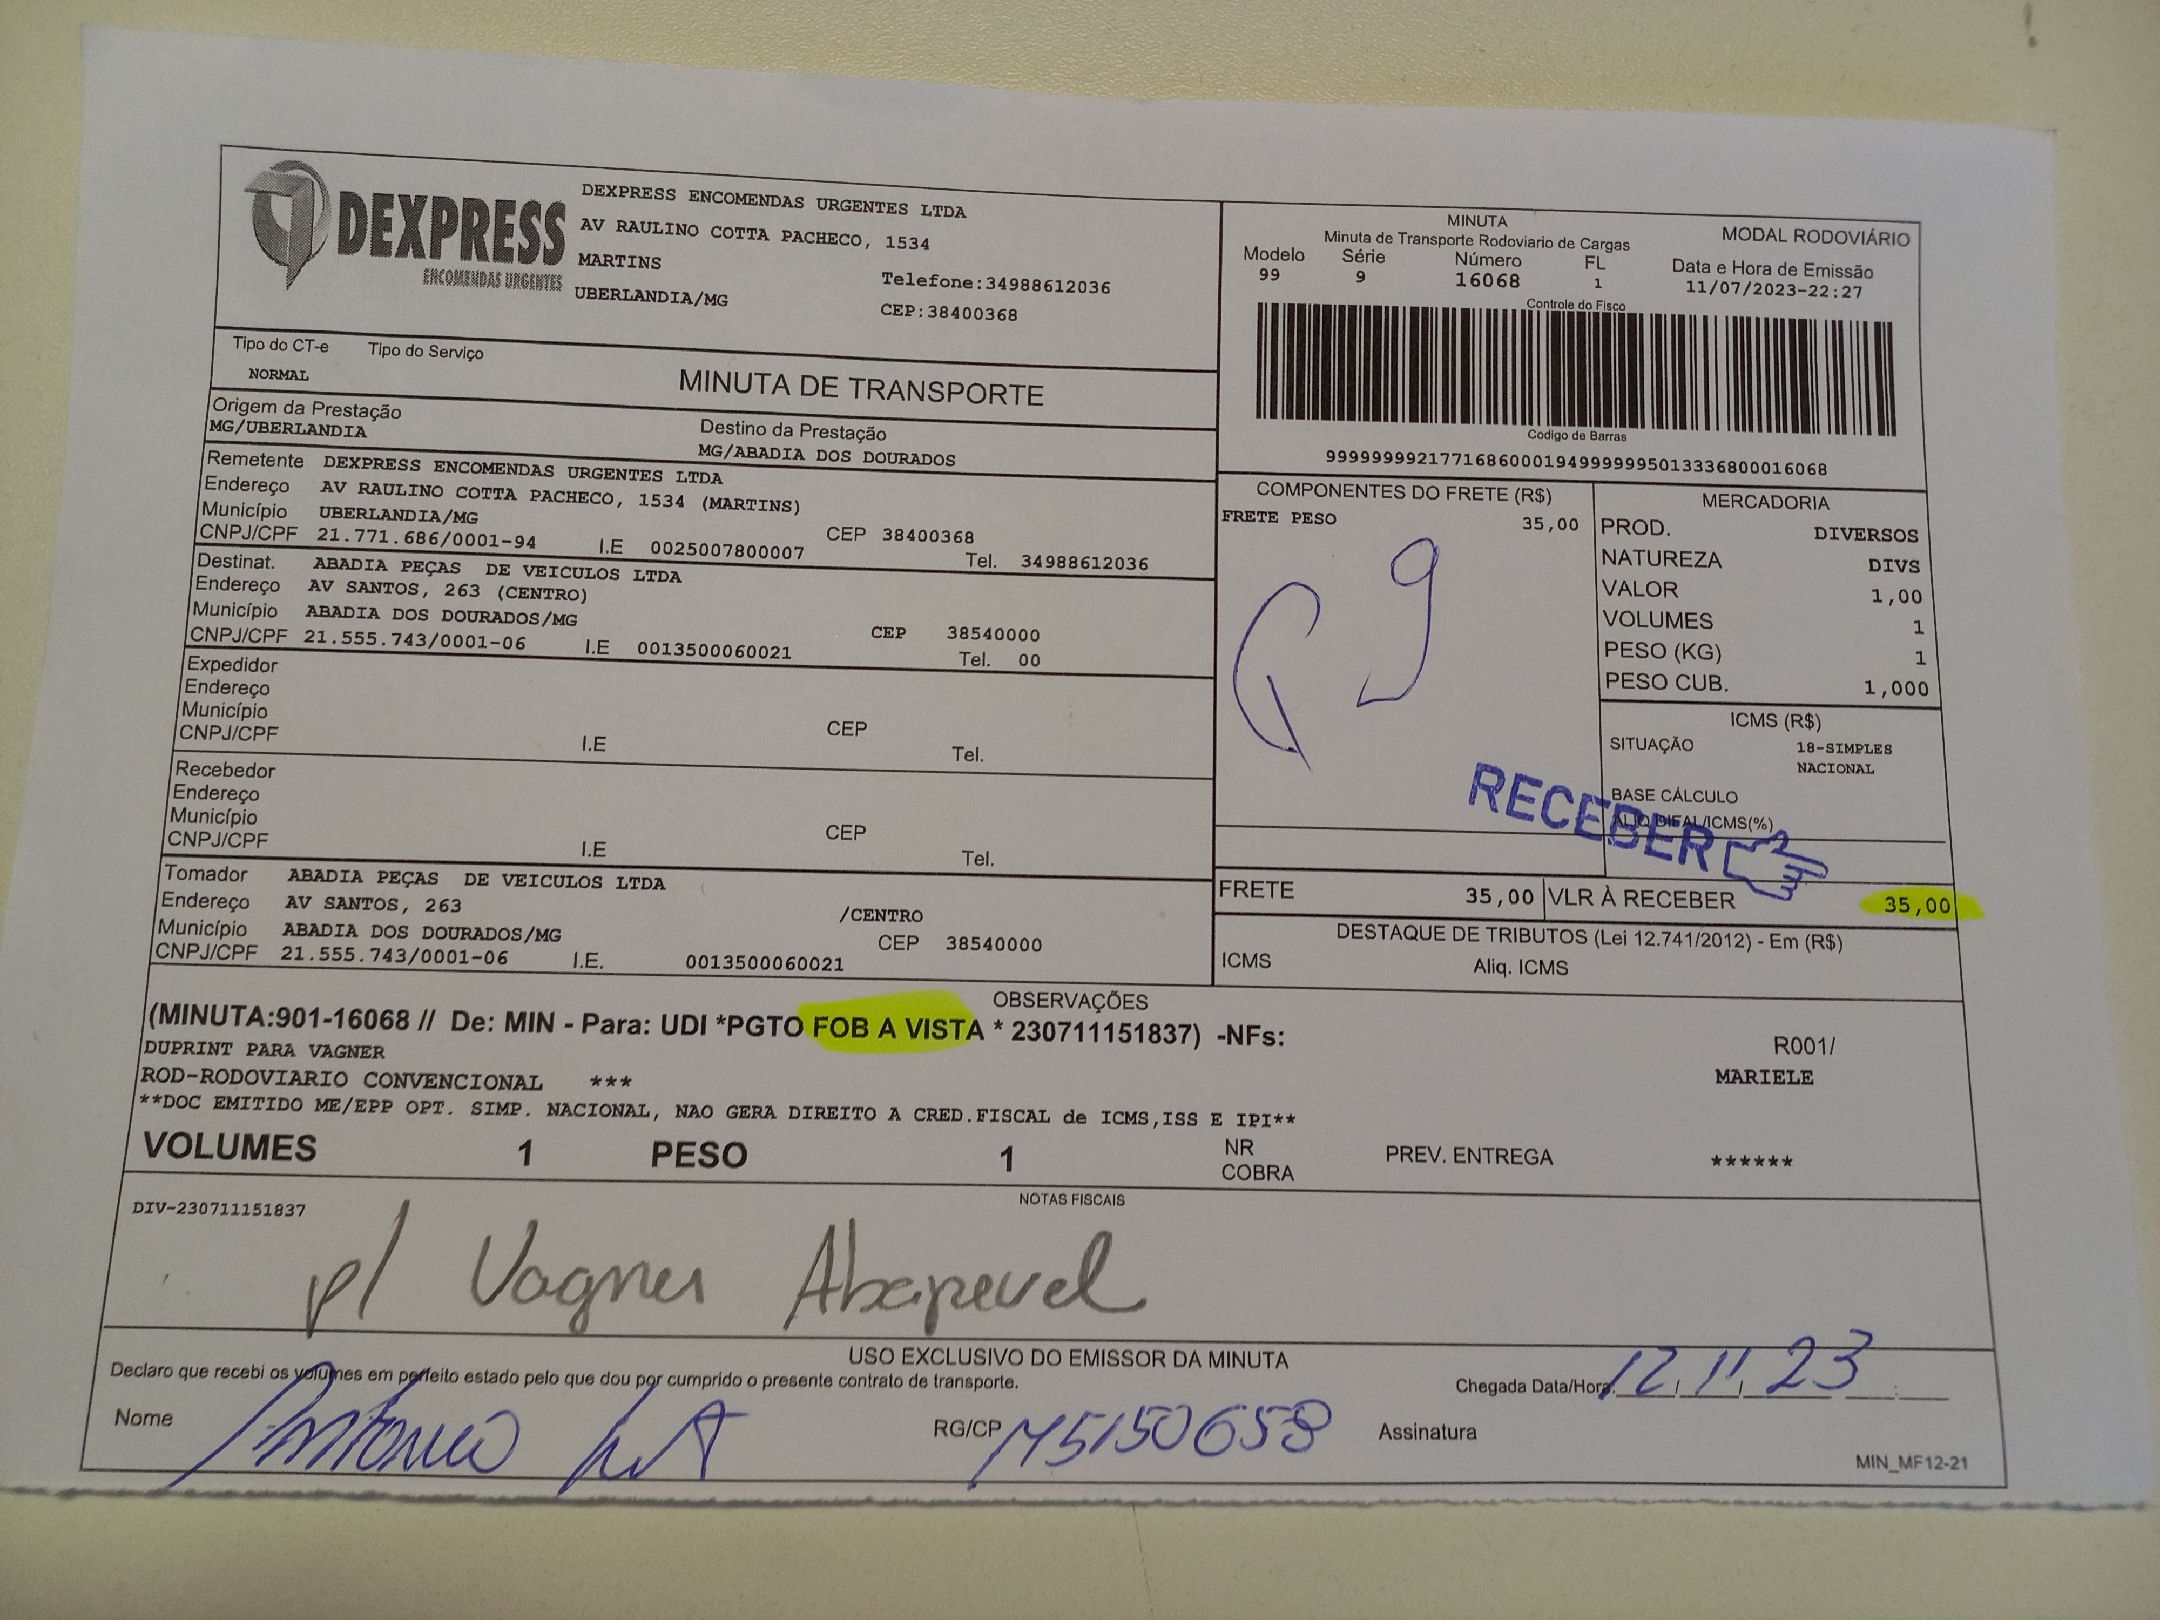 DEXPRESS
ENCOMENDAS URGENTES
DEXPRESS ENCOMENDAS URGENTES LTDA
AV RAULINO COTTA PACHECO, 1534
MARTINS
UBERLANDIA/MG
Telefone:34988612036
CEP:38400368
MINUTA
Minuta de Transporte Rodoviario de Cargas
MODAL RODOVIÁRIO
Modelo Série Número FL
99 9 16068 1
Data e Hora de Emissão
11/07/2023-22:27
Controle do Fisco
Codigo de Barras
Tipo do CT-e Tipo do Serviço
NORMAL
MINUTA DE TRANSPORTE
Origem da Prestação
MG/UBERLANDIA
Destino da Prestação
MG/ABADIA DOS DOURADOS
Remetente DEXPRESS ENCOMENDAS URGENTES LTDA
Endereço AV RAULINO COTTA PACHECO, 1534 (MARTINS)
Município UBERLANDIA/MG CEP 38400368
CNPJ/CPF 21.771.686/0001-94 I.E 0025007800007 Tel. 34988612036
Destinat. ABADIA PEÇAS DE VEICULOS LTDA
Endereço AV SANTOS, 263 (CENTRO)
Município ABADIA DOS DOURADOS/MG CEP 38540000
CNPJ/CPF 21.555.743/0001-06 I.E 0013500060021 Tel. 00
Expedidor
Endereço
Município CEP
CNPJ/CPF I.E Tel.
Recebedor
Endereço
Município CEP
CNPJ/CPF I.E Tel.
Tomador ABADIA PEÇAS DE VEICULOS LTDA
Endereço AV SANTOS, 263 /CENTRO
Município ABADIA DOS DOURADOS/MG CEP 38540000
CNPJ/CPF 21.555.743/0001-06 I.E. 0013500060021
COMPONENTES DO FRETE (R$)
FRETE PESO 35,00
MERCADORIA
PROD. DIVERSOS
NATUREZA DIVS
VALOR 1,00
VOLUMES 1
PESO (KG) 1
PESO CUB. 1,000
ICMS (R$)
SITUAÇÃO 18-SIMPLES
NACIONAL
BASE CÁLCULO
RECEBER
FRETE 35,00 VLR À RECEBER 35,00
DESTAQUE DE TRIBUTOS (Lei 12.741/2012) - Em (R$)
ICMS Aliq. ICMS
OBSERVAÇÕES
(MINUTA:901-16068 // De: MIN - Para: UDI *PGTO FOB A VISTA * 230711151837) -NFs:
R001/
DUPRINT PARA VAGNER
MARIELE
ROD-RODOVIARIO CONVENCIONAL ***
**DOC EMITIDO ME/EPP OPT. SIMP. NACIONAL, NAO GERA DIREITO A CRED.FISCAL de ICMS,ISS E IPI**
VOLUMES 1 PESO 1 NR COBRA PREV. ENTREGA ******
NOTAS FISCAIS
DIV-230711151837
p/ Vagner Abapevel
USO EXCLUSIVO DO EMISSOR DA MINUTA
Declaro que recebi os volumes em perfeito estado pelo que dou por cumprido o presente contrato de transporte.
Chegada Data/Hora 12 11 23
Nome Antonio RG/CP M5150658 Assinatura
MIN_MF12-21